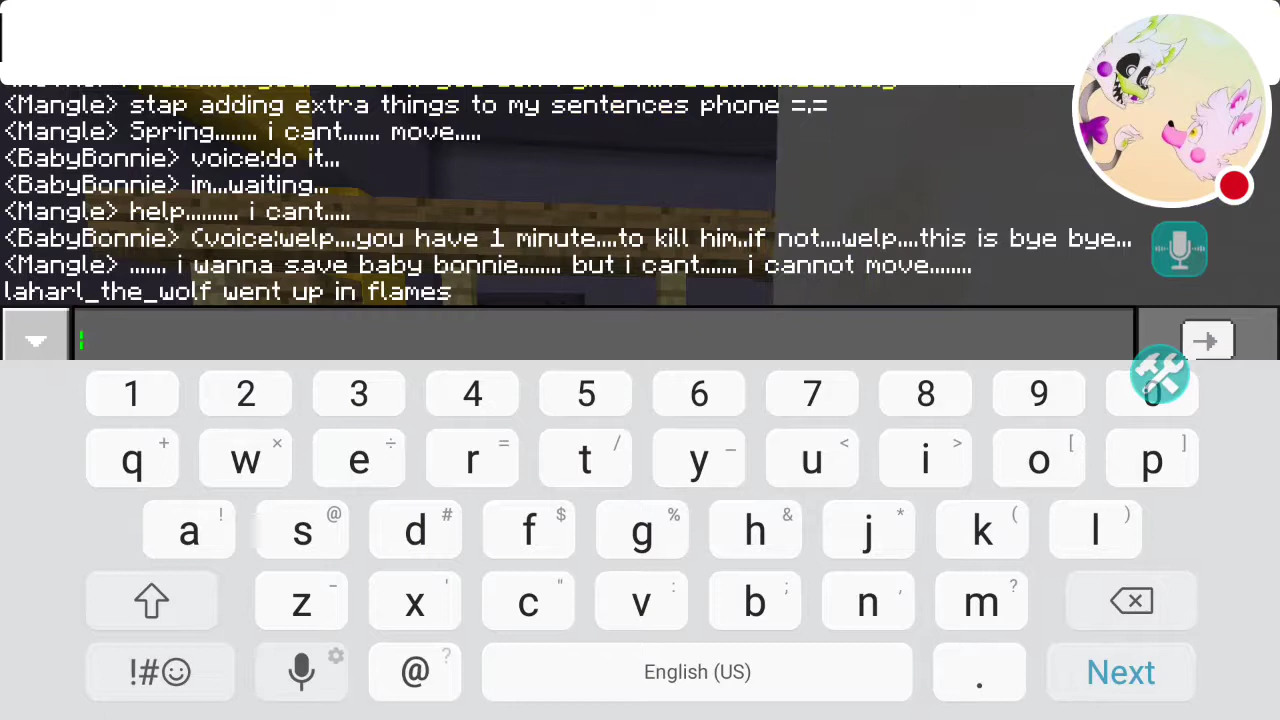 <Mangle> stap adding extra things to my sentences phone =,=
<Mangle> Spring....... i cant....... move.....
<BabyBonnie> voice:do it...
<BabyBonnie> im...waiting...
<Mangle> help.......... i cant.....
<BabyBonnie> (voice:welp....you have 1 minute....to kill him..if not....welp....this is bye bye...
<Mangle> ....... i wanna save baby bonnie........ but i cant....... i cannot move........
laharl_the_wolf went up in flames
1 2 3 4 5 6 7 8 9 0
q + w × e ÷ r = t / y _ u < i > o [ p ]
a ! s @ d # f $ g % h & j * k ( l )
z - x ' c " v : b ; n , m ?
!#☺ @ ? English (US) . Next